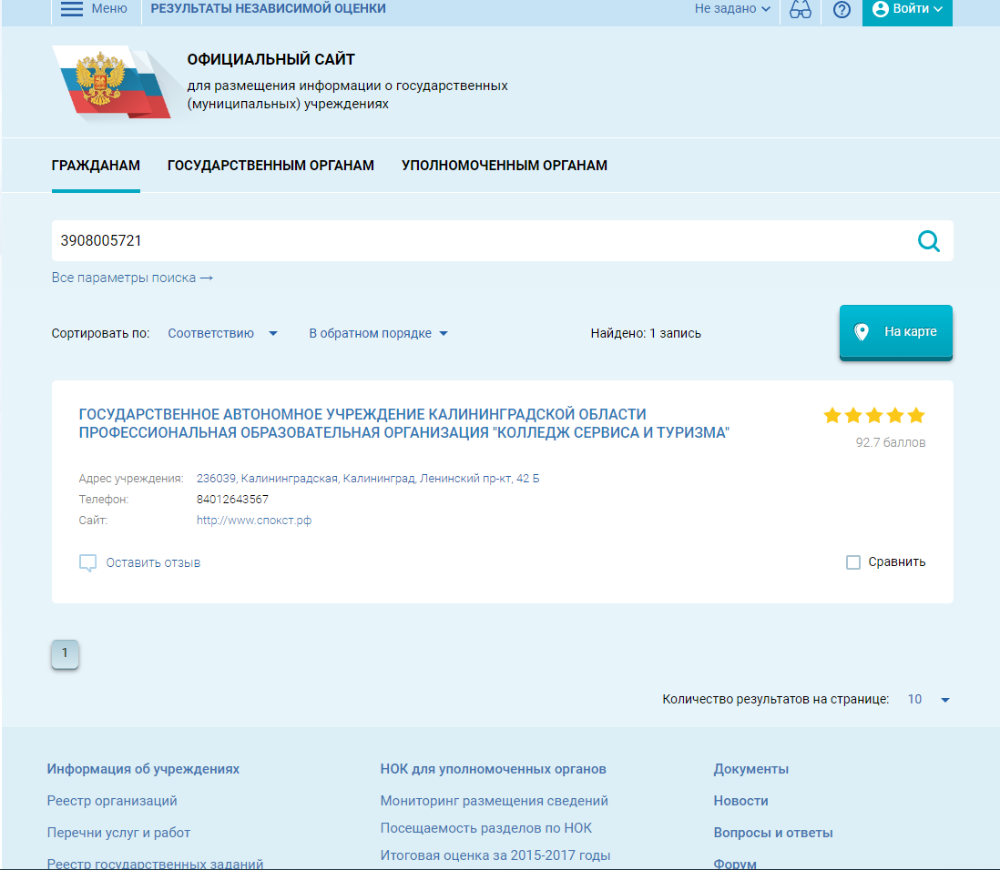 Меню
РЕЗУЛЬТАТЫ НЕЗАВИСИМОЙ ОЦЕНКИ
Не задано
Войти
ОФИЦИАЛЬНЫЙ САЙТ
для размещения информации о государственных
(муниципальных) учреждениях
ГРАЖДАНАМ ГОСУДАРСТВЕННЫМ ОРГАНАМ УПОЛНОМОЧЕННЫМ ОРГАНАМ
3908005721
Все параметры поиска →
Сортировать по: Соответствию В обратном порядке Найдено: 1 запись На карте
ГОСУДАРСТВЕННОЕ АВТОНОМНОЕ УЧРЕЖДЕНИЕ КАЛИНИНГРАДСКОЙ ОБЛАСТИ
ПРОФЕССИОНАЛЬНАЯ ОБРАЗОВАТЕЛЬНАЯ ОРГАНИЗАЦИЯ "КОЛЛЕДЖ СЕРВИСА И ТУРИЗМА"
92.7 баллов
Адрес учреждения: 236039, Калининградская, Калининград, Ленинский пр-кт, 42 Б
Телефон: 84012643567
Сайт: http://www.спокст.рф
Оставить отзыв Сравнить
1
Количество результатов на странице: 10
Информация об учреждениях НОК для уполномоченных органов Документы
Реестр организаций Мониторинг размещения сведений Новости
Перечни услуг и работ Посещаемость разделов по НОК Вопросы и ответы
Реестр государственных заданий Итоговая оценка за 2015-2017 годы Форум